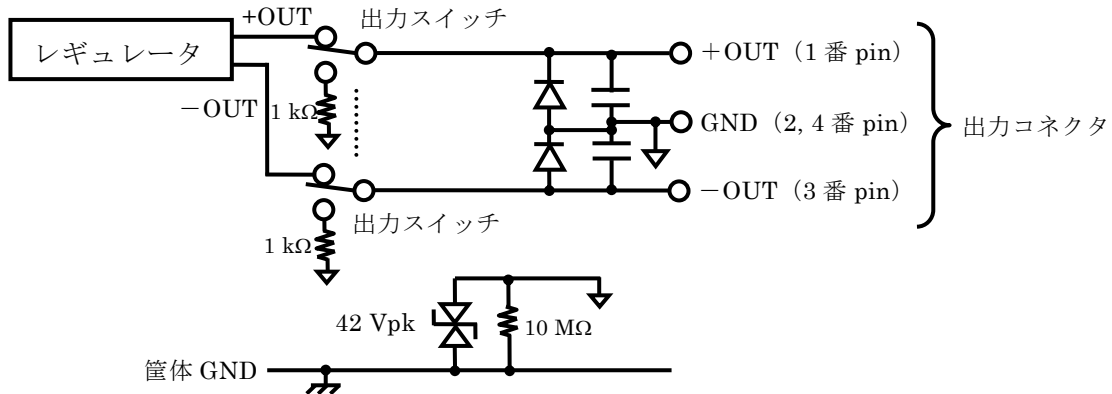 +OUT
出力スイッチ
レギュレータ
+OUT（1 番 pin）
−OUT
1 kΩ
GND（2, 4 番 pin）
出力コネクタ
−OUT（3 番 pin）
出力スイッチ
1 kΩ
42 Vpk
10 MΩ
筐体 GND